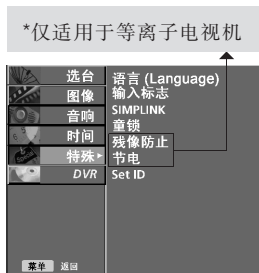 *仅适用于等离子电视机
选台
图像
音响
时间
特殊
DVR
语言 (Language)
输入标志
SIMPLINK
童锁
残像防止
节电
Set ID
菜单 返回